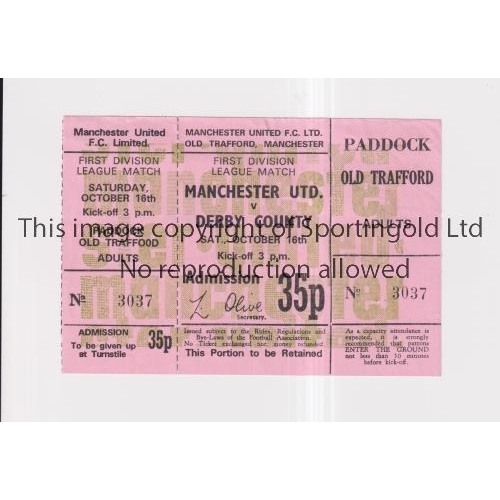 Manchester United
F.C. Limited.
FIRST DIVISION
LEAGUE MATCH
SATURDAY,
OCTOBER 16th
Kick-off 3 p.m.
PADDOCK
OLD TRAFFOOD
ADULTS
No 3037
ADMISSION 35p
To be given up
at Turnstile
MANCHESTER UNITED F.C. LTD.
OLD TRAFFORD, MANCHESTER
FIRST DIVISION
LEAGUE MATCH
MANCHESTER UTD.
v
DERBY COUNTY
SAT., OCTOBER 16th
Kick-off 3 p.m.
Admission 35p
L. Olive
Secretary.
Issued subject to the Rules, Regulations and
Bye-Laws of the Football Association.
No Ticket exchanged nor money refunded
This Portion to be Retained
PADDOCK
OLD TRAFFORD
ADULTS
No 3037
As a capacity attendance is
expected, it is strongly
recommended that patrons
ENTER THE GROUND
not less than 30 minutes
before kick-off.
This image copyright of Sportingold Ltd
No reproduction allowed